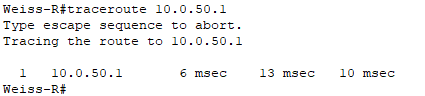 Weiss-R#traceroute 10.0.50.1
Type escape sequence to abort.
Tracing the route to 10.0.50.1
1 10.0.50.1 6 msec 13 msec 10 msec
Weiss-R#